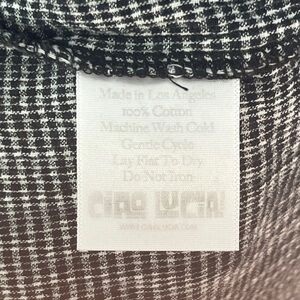 Made in Los Angeles
100% Cotton
Machine Wash Cold
Gentle Cycle
Lay Flat To Dry
Do Not Iron
CIAO LUCIA!
WWW.CIAOLUCIA.COM